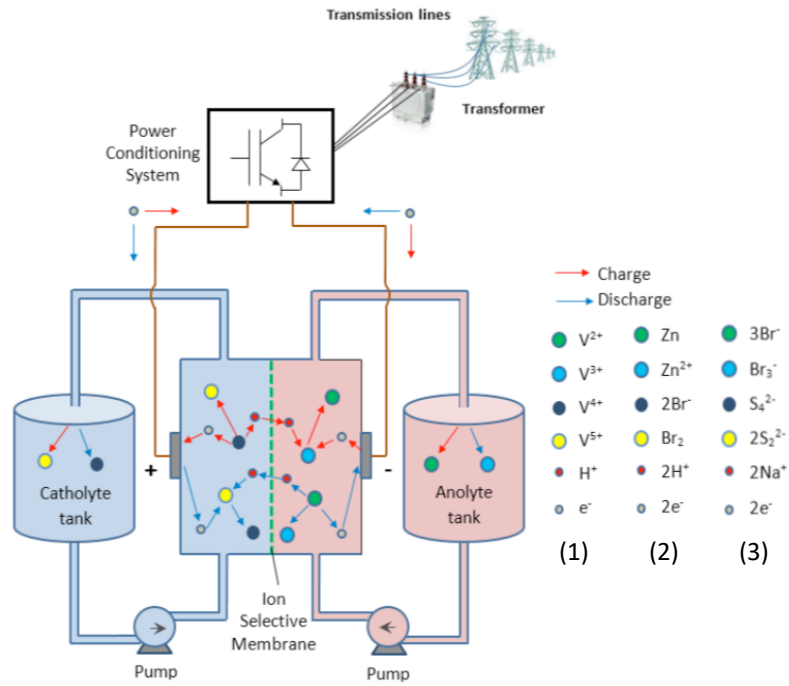 Transmission lines
Transformer
Power
Conditioning
System
Charge
Discharge
V²⁺ Zn 3Br⁻
V³⁺ Zn²⁺ Br₃⁻
V⁴⁺ 2Br⁻ S₄²⁻
V⁵⁺ Br₂ 2S₂²⁻
H⁺ 2H⁺ 2Na⁺
e⁻ 2e⁻ 2e⁻
(1) (2) (3)
+
-
Catholyte
tank
Anolyte
tank
Ion
Selective
Membrane
Pump
Pump